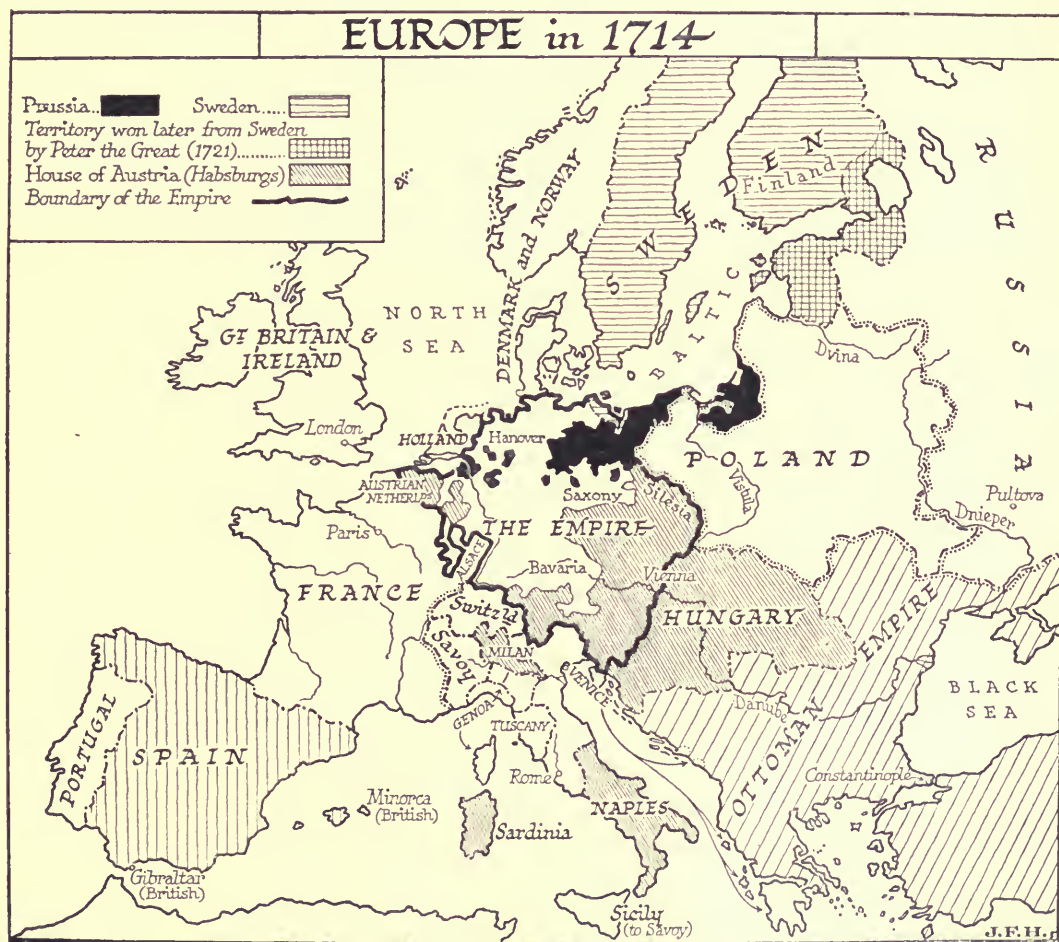 EUROPE in 1714
Prussia...
Sweden.....
Territory won later from Sweden
by Peter the Great (1721)..........
House of Austria (Habsburgs)
Boundary of the Empire
RUSSIA
SWEDEN
Finland
DENMARK and NORWAY
NORTH
SEA
BALTIC
GT BRITAIN &
IRELAND
London
Dvina
HOLLAND
Hanover
POLAND
AUSTRIAN
NETHERLDS
Saxony
Silesia
Vistula
Pultova
Dnieper
Paris
THE EMPIRE
ALSACE
Bavaria
Vienna
FRANCE
Switzld
HUNGARY
Savoy
MILAN
VENICE
OTTOMAN EMPIRE
BLACK
SEA
GENOA
TUSCANY
Danube
PORTUGAL
SPAIN
Rome
Constantinople
Minorca
(British)
NAPLES
Sardinia
Gibraltar
(British)
Sicily
(to Savoy)
J.F.H.